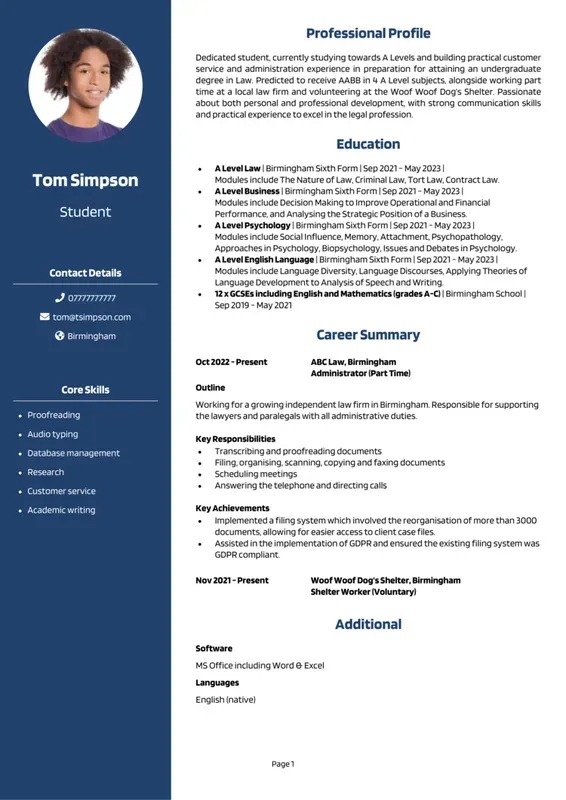 Tom Simpson
Student
Contact Details
07777777777
tom@tsimpson.com
Birmingham
Core Skills
• Proofreading
• Audio typing
• Database management
• Research
• Customer service
• Academic writing
Professional Profile
Dedicated student, currently studying towards A Levels and building practical customer
service and administration experience in preparation for attaining an undergraduate
degree in Law. Predicted to receive AABB in 4 A Level subjects, alongside working part
time at a local law firm and volunteering at the Woof Woof Dog's Shelter. Passionate
about both personal and professional development, with strong communication skills
and practical experience to excel in the legal profession.
Education
• A Level Law | Birmingham Sixth Form | Sep 2021 - May 2023 |
Modules include The Nature of Law, Criminal Law, Tort Law, Contract Law.
• A Level Business | Birmingham Sixth Form | Sep 2021 - May 2023 |
Modules include Decision Making to Improve Operational and Financial
Performance, and Analysing the Strategic Position of a Business.
• A Level Psychology | Birmingham Sixth Form | Sep 2021 - May 2023 |
Modules include Social Influence, Memory, Attachment, Psychopathology,
Approaches in Psychology, Biopsychology, Issues and Debates in Psychology.
• A Level English Language | Birmingham Sixth Form | Sep 2021 - May 2023 |
Modules include Language Diversity, Language Discourses, Applying Theories of
Language Development to Analysis of Speech and Writing.
• 12 x GCSEs including English and Mathematics (grades A-C) | Birmingham School |
Sep 2019 - May 2021
Career Summary
Oct 2022 - Present ABC Law, Birmingham
Administrator (Part Time)
Outline
Working for a growing independent law firm in Birmingham. Responsible for supporting
the lawyers and paralegals with all administrative duties.
Key Responsibilities
• Transcribing and proofreading documents
• Filing, organising, scanning, copying and faxing documents
• Scheduling meetings
• Answering the telephone and directing calls
Key Achievements
• Implemented a filing system which involved the reorganisation of more than 3000
documents, allowing for easier access to client case files.
• Assisted in the implementation of GDPR and ensured the existing filing system was
GDPR compliant.
Nov 2021 - Present Woof Woof Dog's Shelter, Birmingham
Shelter Worker (Voluntary)
Additional
Software
MS Office including Word & Excel
Languages
English (native)
Page 1